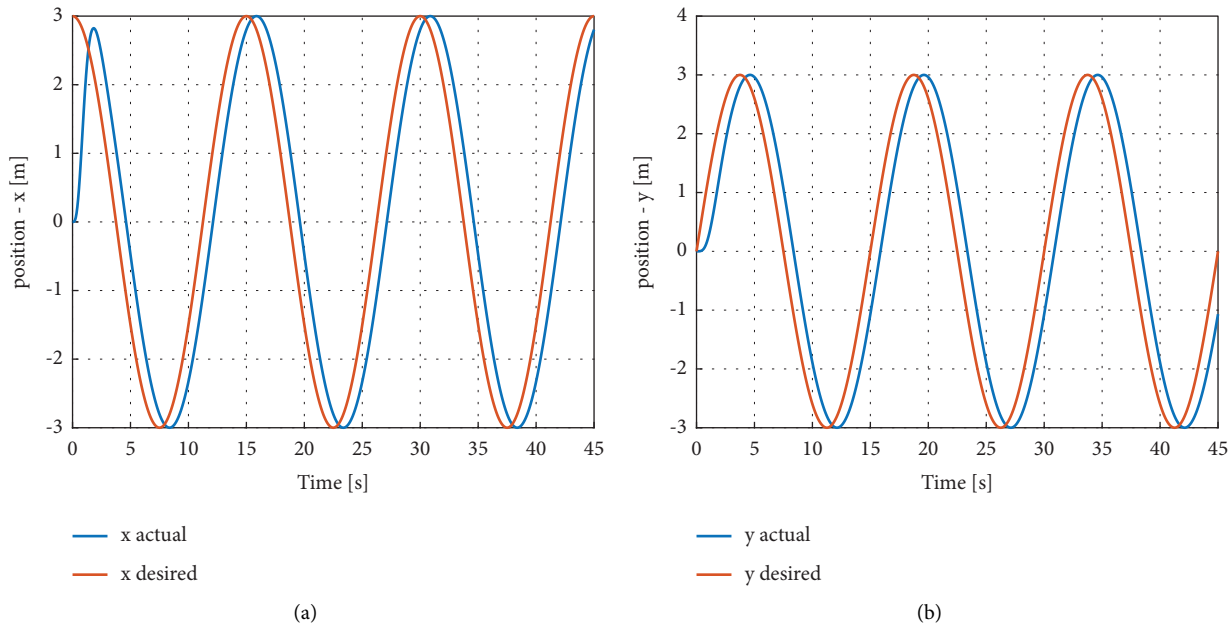 3
2
1
0
-1
-2
-3
position - x [m]
0 5 10 15 20 25 30 35 40 45
Time [s]
x actual
x desired
(a)
4
3
2
1
0
-1
-2
-3
position - y [m]
0 5 10 15 20 25 30 35 40 45
Time [s]
y actual
y desired
(b)